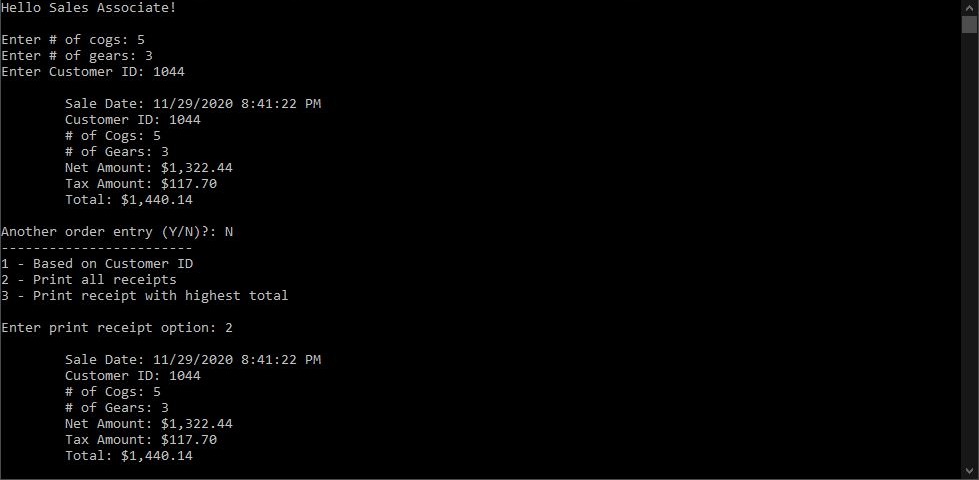 Hello Sales Associate!
Enter # of cogs: 5
Enter # of gears: 3
Enter Customer ID: 1044
Sale Date: 11/29/2020 8:41:22 PM
Customer ID: 1044
# of Cogs: 5
# of Gears: 3
Net Amount: $1,322.44
Tax Amount: $117.70
Total: $1,440.14
Another order entry (Y/N)?: N
------------------------
1 - Based on Customer ID
2 - Print all receipts
3 - Print receipt with highest total
Enter print receipt option: 2
Sale Date: 11/29/2020 8:41:22 PM
Customer ID: 1044
# of Cogs: 5
# of Gears: 3
Net Amount: $1,322.44
Tax Amount: $117.70
Total: $1,440.14